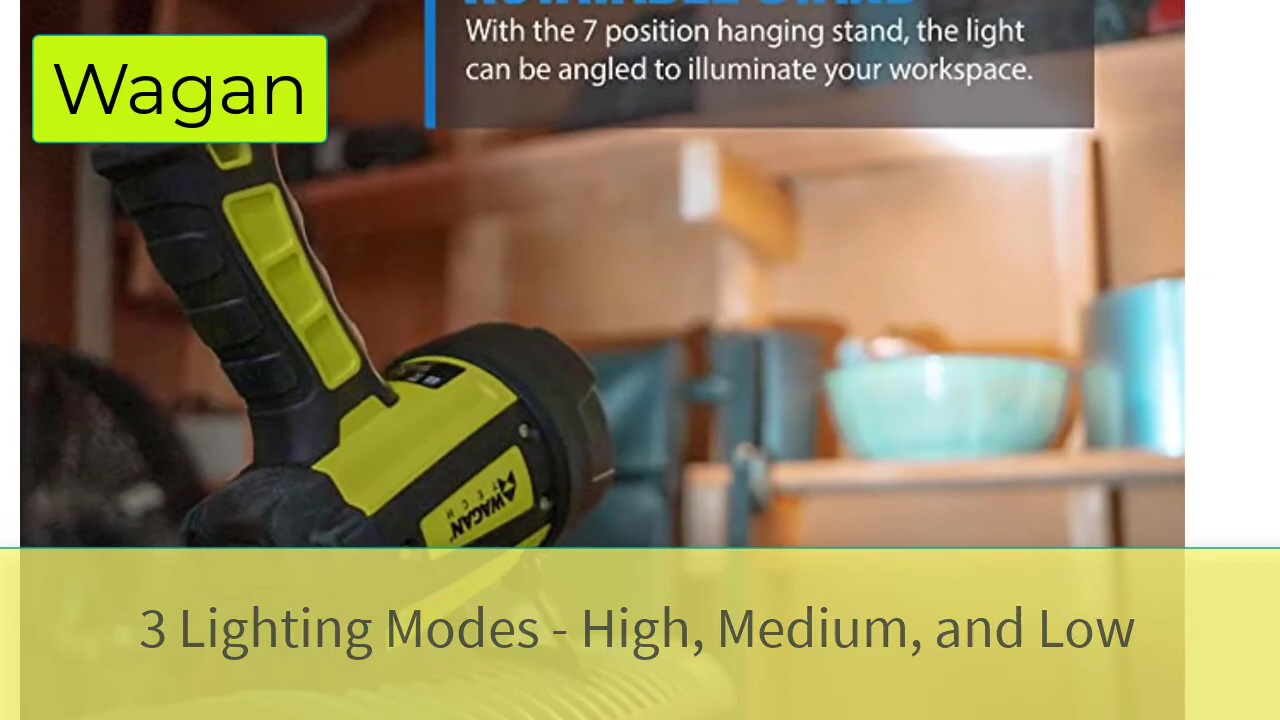 With the 7 position hanging stand, the light
can be angled to illuminate your workspace.
Wagan
WAGAN
TECH
3 Lighting Modes - High, Medium, and Low